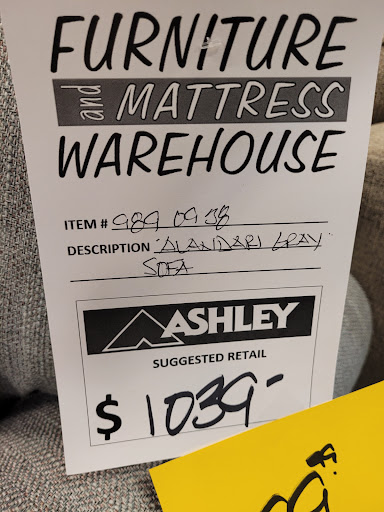 FURNITURE
and MATTRESS
WAREHOUSE
ITEM # 989 09 38
DESCRIPTION ALANDARI GRAY
SOFA
ASHLEY
SUGGESTED RETAIL
$ 1039-